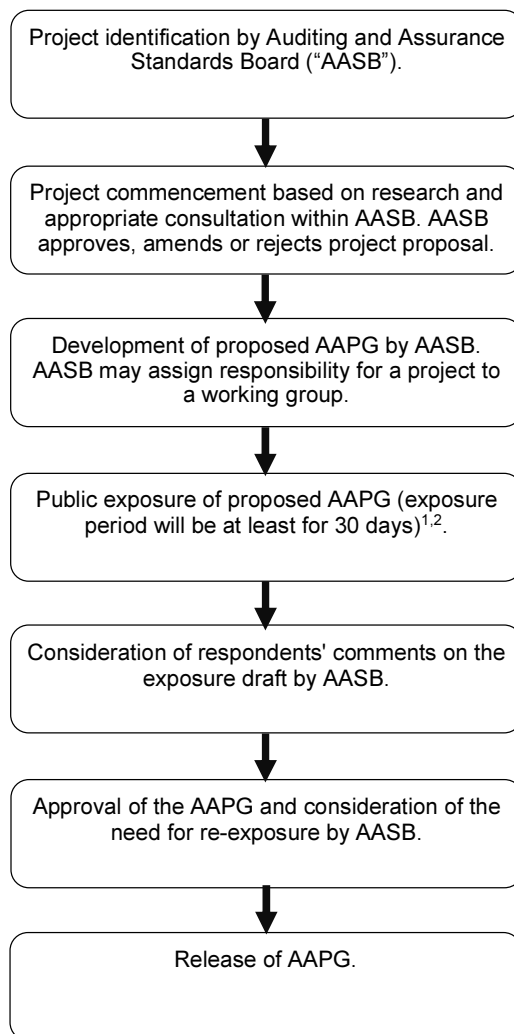 Project identification by Auditing and Assurance
Standards Board (“AASB”).
Project commencement based on research and
appropriate consultation within AASB. AASB
approves, amends or rejects project proposal.
Development of proposed AAPG by AASB.
AASB may assign responsibility for a project to
a working group.
Public exposure of proposed AAPG (exposure
period will be at least for 30 days)1,2.
Consideration of respondents' comments on the
exposure draft by AASB.
Approval of the AAPG and consideration of the
need for re-exposure by AASB.
Release of AAPG.